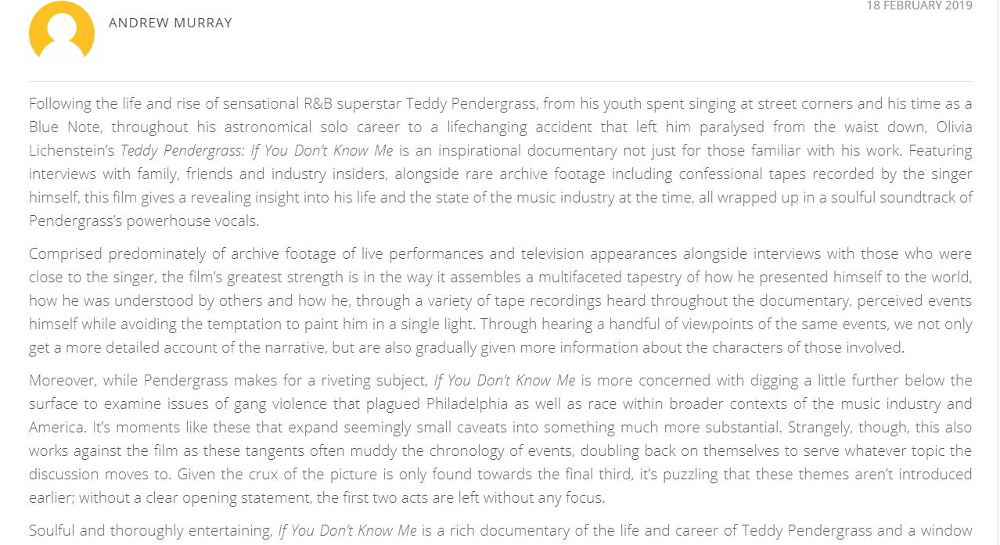 18 FEBRUARY 2019
ANDREW MURRAY
Following the life and rise of sensational R&B superstar Teddy Pendergrass, from his youth spent singing at street corners and his time as a
Blue Note, throughout his astronomical solo career to a lifechanging accident that left him paralysed from the waist down, Olivia
Lichenstein’s Teddy Pendergrass: If You Don’t Know Me is an inspirational documentary not just for those familiar with his work. Featuring
interviews with family, friends and industry insiders, alongside rare archive footage including confessional tapes recorded by the singer
himself, this film gives a revealing insight into his life and the state of the music industry at the time, all wrapped up in a soulful soundtrack of
Pendergrass’s powerhouse vocals.
Comprised predominately of archive footage of live performances and television appearances alongside interviews with those who were
close to the singer, the film’s greatest strength is in the way it assembles a multifaceted tapestry of how he presented himself to the world,
how he was understood by others and how he, through a variety of tape recordings heard throughout the documentary, perceived events
himself while avoiding the temptation to paint him in a single light. Through hearing a handful of viewpoints of the same events, we not only
get a more detailed account of the narrative, but are also gradually given more information about the characters of those involved.
Moreover, while Pendergrass makes for a riveting subject, If You Don’t Know Me is more concerned with digging a little further below the
surface to examine issues of gang violence that plagued Philadelphia as well as race within broader contexts of the music industry and
America. It’s moments like these that expand seemingly small caveats into something much more substantial. Strangely, though, this also
works against the film as these tangents often muddy the chronology of events, doubling back on themselves to serve whatever topic the
discussion moves to. Given the crux of the picture is only found towards the final third, it’s puzzling that these themes aren’t introduced
earlier; without a clear opening statement, the first two acts are left without any focus.
Soulful and thoroughly entertaining, If You Don’t Know Me is a rich documentary of the life and career of Teddy Pendergrass and a window